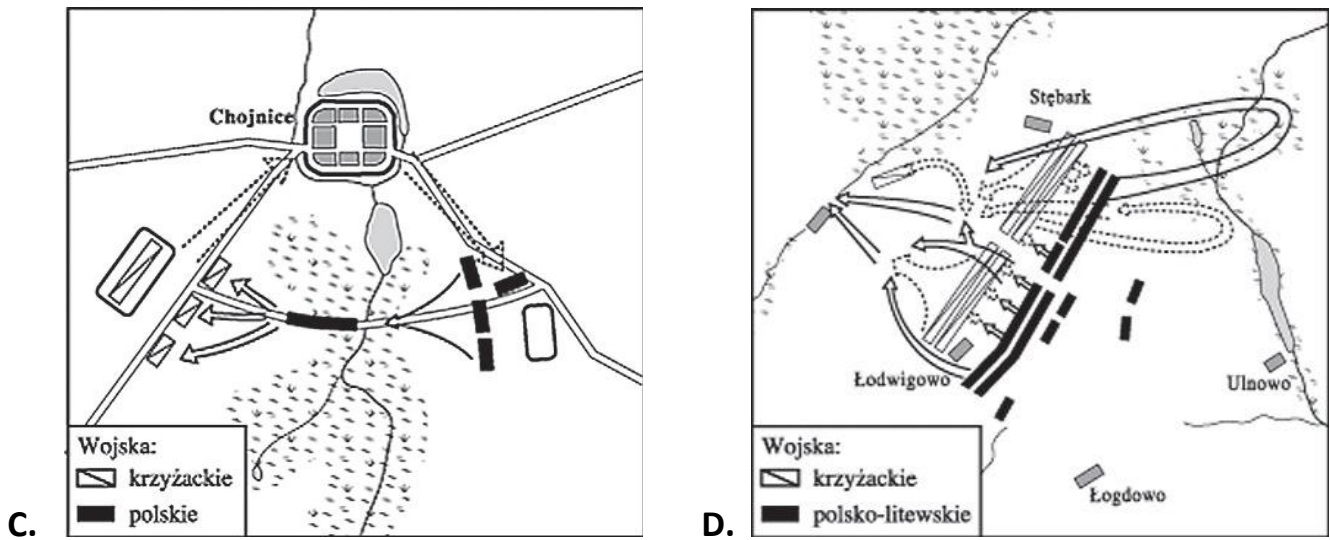 Chojnice
Wojska:
krzyżackie
polskie
C.
Stębark
Łodwigowo
Ulnowo
Wojska:
krzyżackie
polsko-litewskie
Łogdowo
D.